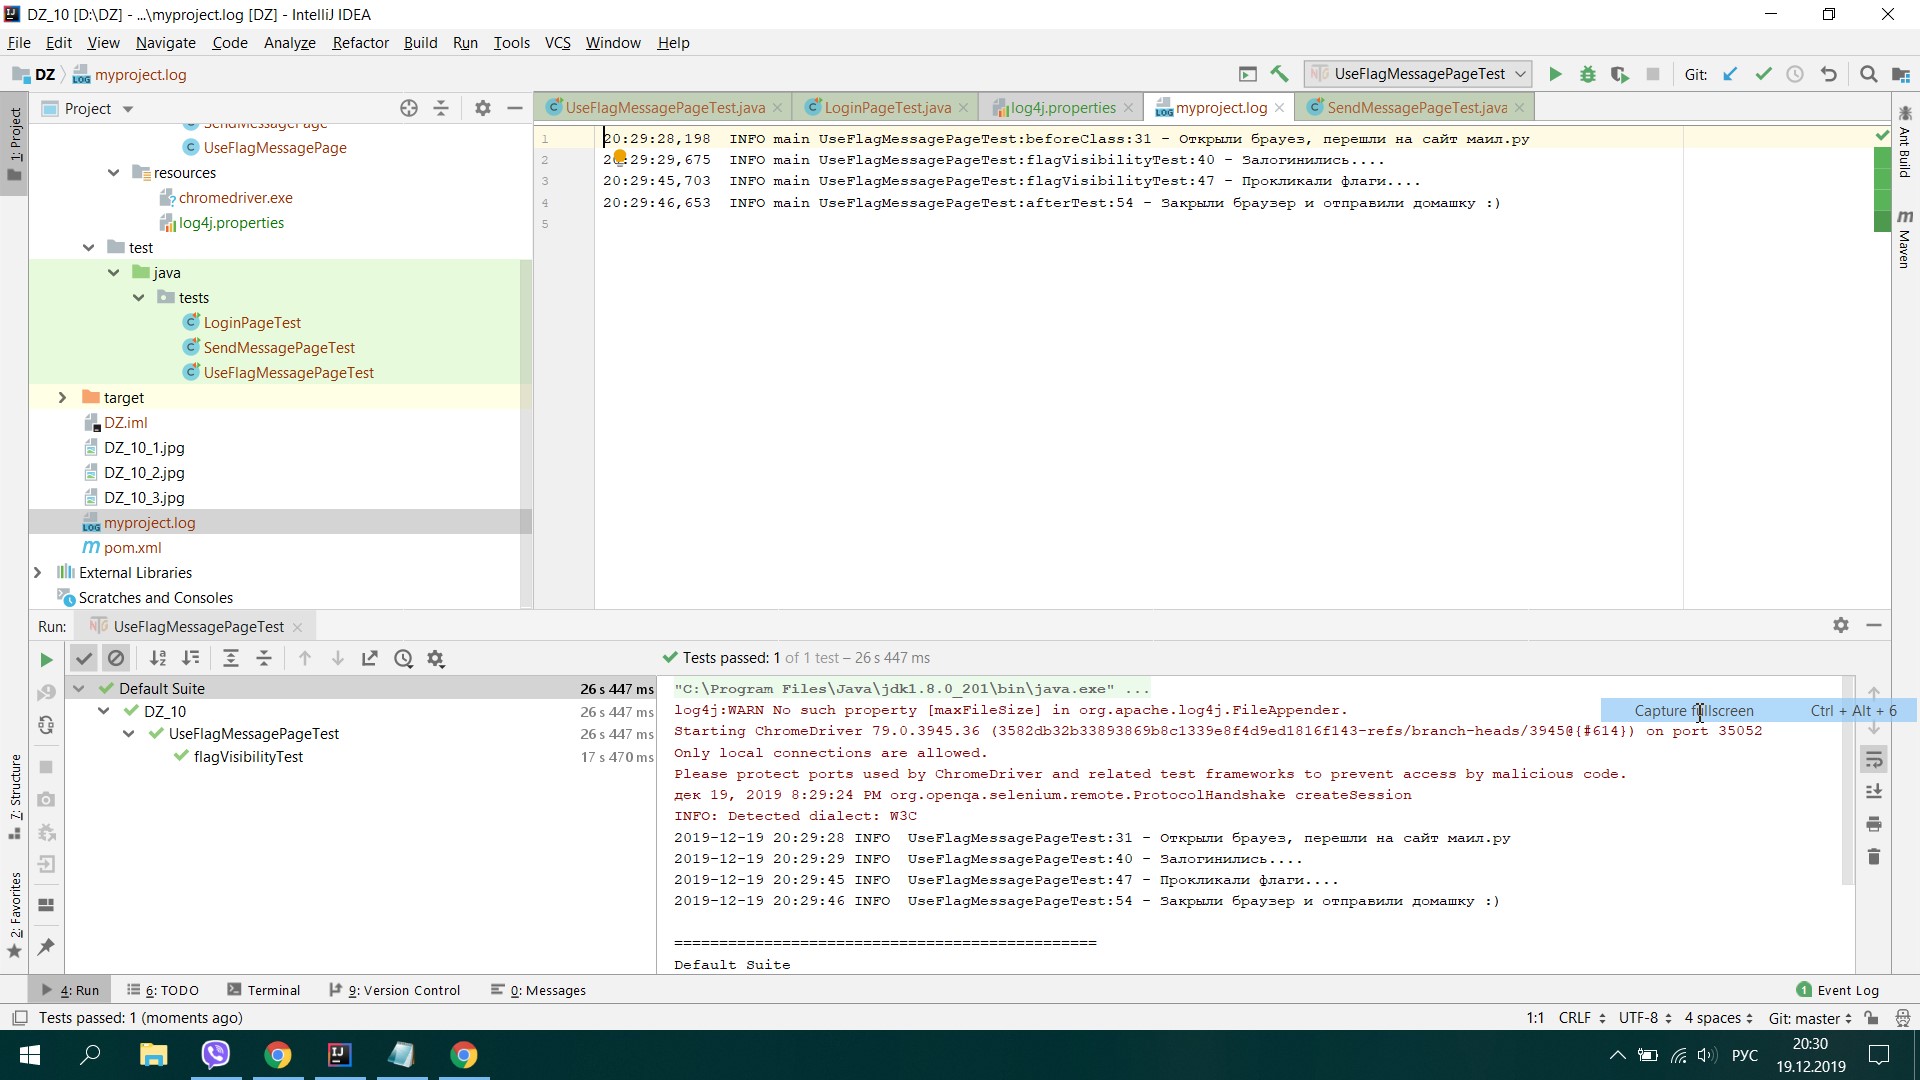 DZ_10 [D:\DZ] - ...\myproject.log [DZ] - IntelliJ IDEA
File Edit View Navigate Code Analyze Refactor Build Run Tools VCS Window Help
DZ myproject.log UseFlagMessagePageTest Git:
1: Project
Project
UseFlagMessagePageTest.java LoginPageTest.java log4j.properties myproject.log SendMessagePageTest.java
SendMessagePage
UseFlagMessagePage
resources
chromedriver.exe
log4j.properties
test
java
tests
LoginPageTest
SendMessagePageTest
UseFlagMessagePageTest
target
DZ.iml
DZ_10_1.jpg
DZ_10_2.jpg
DZ_10_3.jpg
myproject.log
pom.xml
External Libraries
Scratches and Consoles
1 20:29:28,198 INFO main UseFlagMessagePageTest:beforeClass:31 - Открыли брауез, перешли на сайт маил.ру
2 20:29:29,675 INFO main UseFlagMessagePageTest:flagVisibilityTest:40 - Залогинились....
3 20:29:45,703 INFO main UseFlagMessagePageTest:flagVisibilityTest:47 - Прокликали флаги....
4 20:29:46,653 INFO main UseFlagMessagePageTest:afterTest:54 - Закрыли браузер и отправили домашку :)
5
Ant Build
Maven
Run: UseFlagMessagePageTest
Tests passed: 1 of 1 test – 26 s 447 ms
Default Suite 26 s 447 ms
DZ_10 26 s 447 ms
UseFlagMessagePageTest 26 s 447 ms
flagVisibilityTest 17 s 470 ms
"C:\Program Files\Java\jdk1.8.0_201\bin\java.exe" ...
log4j:WARN No such property [maxFileSize] in org.apache.log4j.FileAppender.
Starting ChromeDriver 79.0.3945.36 (3582db32b33893869b8c1339e8f4d9ed1816f143-refs/branch-heads/3945@{#614}) on port 35052
Only local connections are allowed.
Please protect ports used by ChromeDriver and related test frameworks to prevent access by malicious code.
дек 19, 2019 8:29:24 PM org.openqa.selenium.remote.ProtocolHandshake createSession
INFO: Detected dialect: W3C
2019-12-19 20:29:28 INFO UseFlagMessagePageTest:31 - Открыли брауез, перешли на сайт маил.ру
2019-12-19 20:29:29 INFO UseFlagMessagePageTest:40 - Залогинились....
2019-12-19 20:29:45 INFO UseFlagMessagePageTest:47 - Прокликали флаги....
2019-12-19 20:29:46 INFO UseFlagMessagePageTest:54 - Закрыли браузер и отправили домашку :)
===============================================
Default Suite
Capture fullscreen Ctrl + Alt + 6
7: Structure
2: Favorites
4: Run 6: TODO Terminal 9: Version Control 0: Messages 1 Event Log
Tests passed: 1 (moments ago) 1:1 CRLF UTF-8 4 spaces Git: master
РУС 20:30
19.12.2019